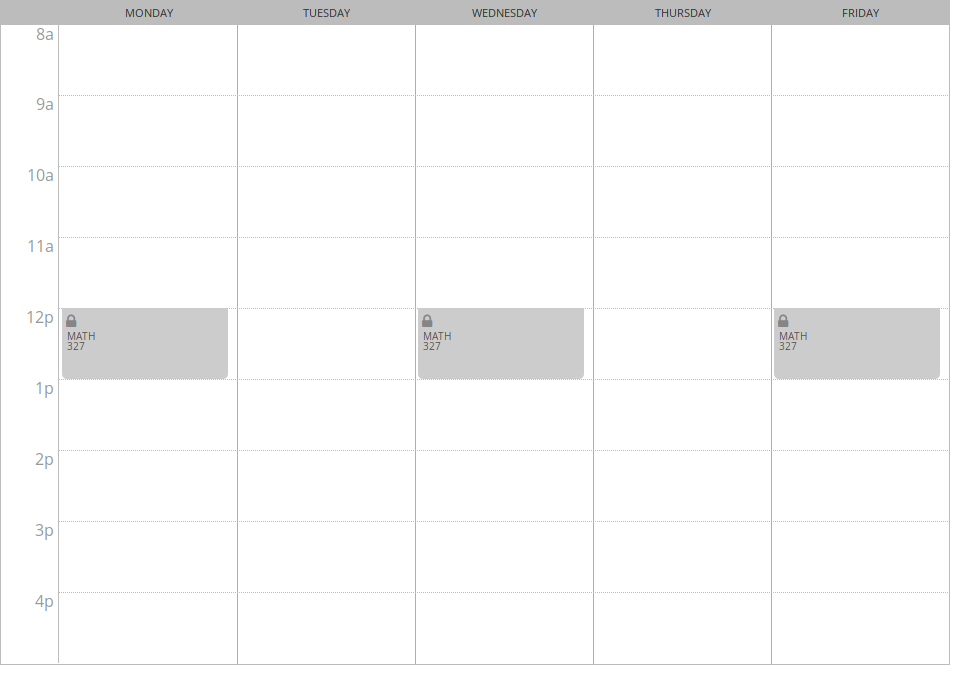 MONDAY TUESDAY WEDNESDAY THURSDAY FRIDAY
8a
9a
10a
11a
12p
MATH
327
MATH
327
MATH
327
1p
2p
3p
4p